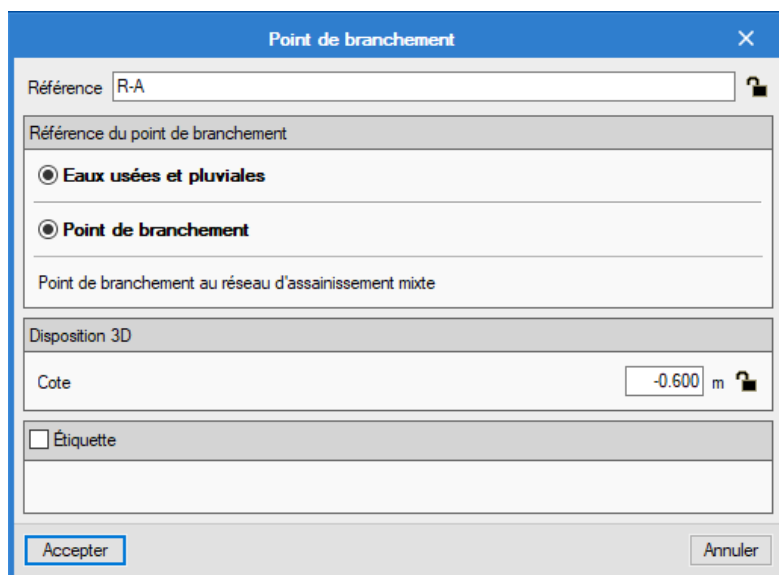 Point de branchement
Référence R-A
Référence du point de branchement
Eaux usées et pluviales
Point de branchement
Point de branchement au réseau d'assainissement mixte
Disposition 3D
Cote -0.600 m
Étiquette
Accepter Annuler